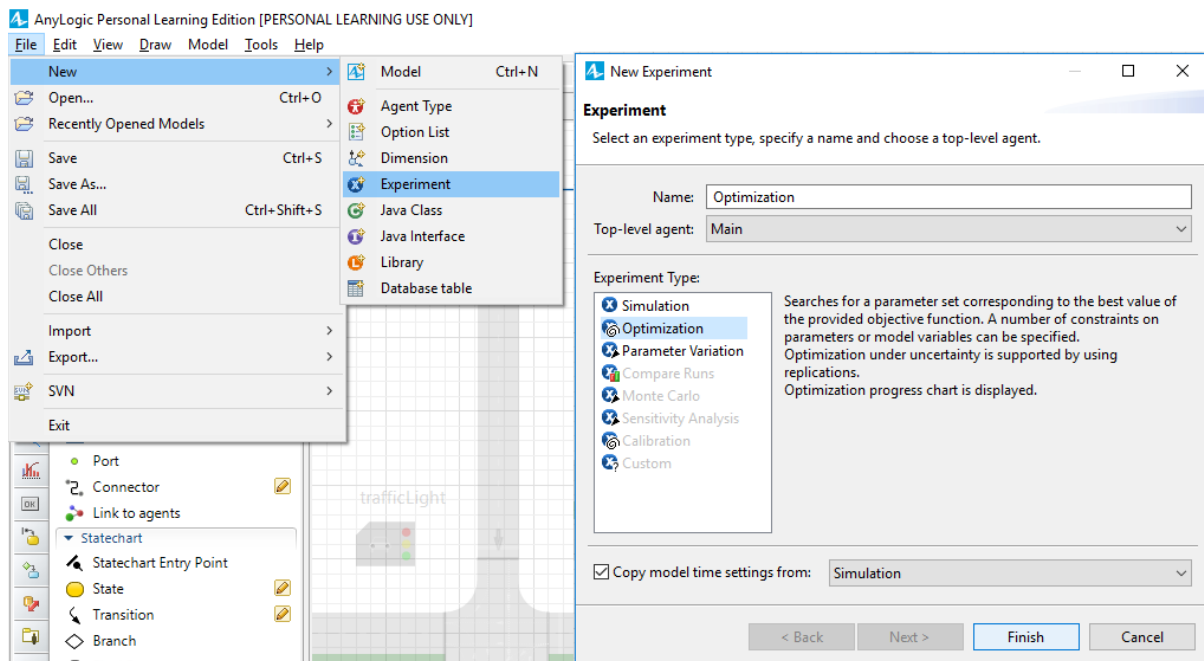 AnyLogic Personal Learning Edition [PERSONAL LEARNING USE ONLY]
File Edit View Draw Model Tools Help
New
Open... Ctrl+O
Recently Opened Models
Save Ctrl+S
Save As...
Save All Ctrl+Shift+S
Close
Close Others
Close All
Import
Export...
SVN
Exit
Model Ctrl+N
Agent Type
Option List
Dimension
Experiment
Java Class
Java Interface
Library
Database table
Port
Connector
Link to agents
Statechart
Statechart Entry Point
State
Transition
Branch
trafficLight
New Experiment
Experiment
Select an experiment type, specify a name and choose a top-level agent.
Name: Optimization
Top-level agent: Main
Experiment Type:
Simulation
Optimization
Parameter Variation
Compare Runs
Monte Carlo
Sensitivity Analysis
Calibration
Custom
Searches for a parameter set corresponding to the best value of
the provided objective function. A number of constraints on
parameters or model variables can be specified.
Optimization under uncertainty is supported by using
replications.
Optimization progress chart is displayed.
Copy model time settings from: Simulation
< Back Next > Finish Cancel